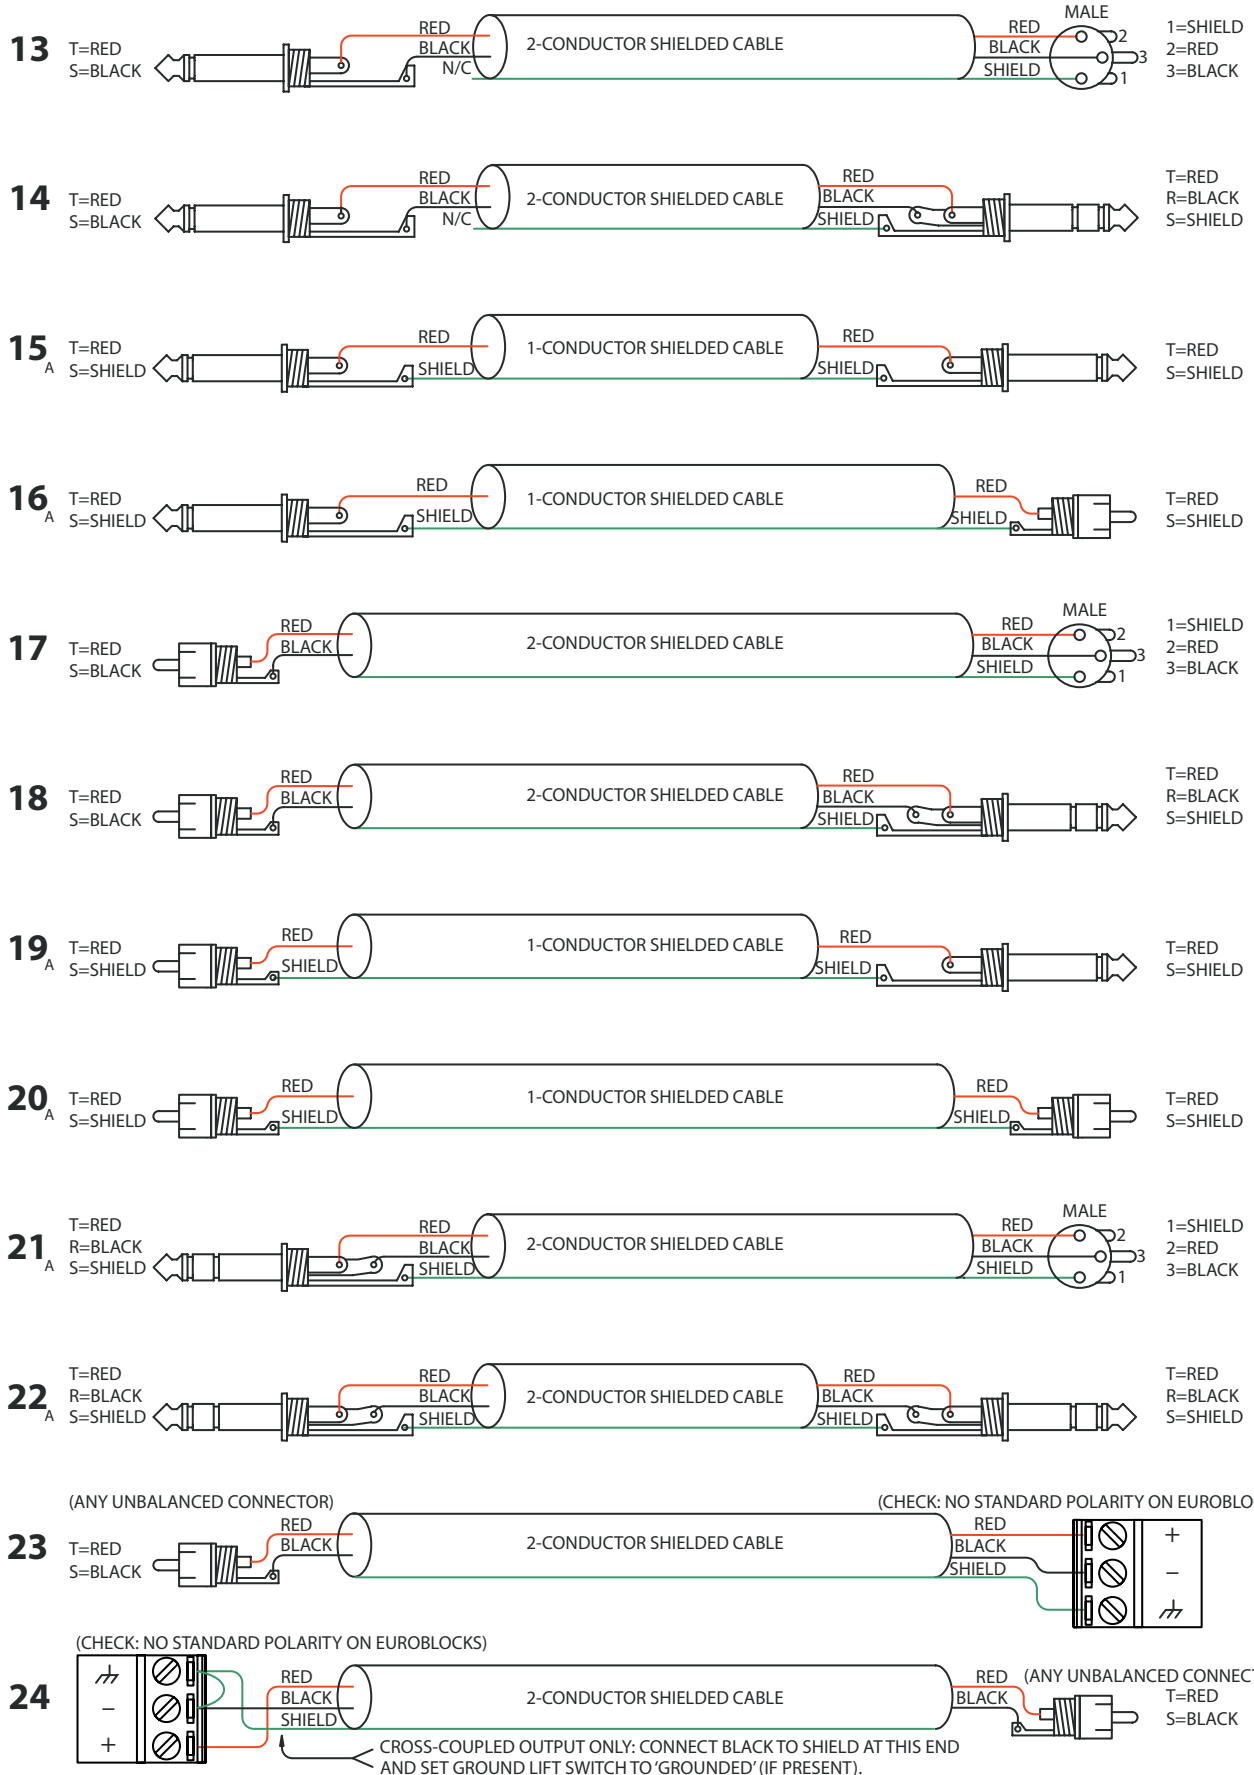 13
T=RED
S=BLACK
RED
BLACK
N/C
2-CONDUCTOR SHIELDED CABLE
RED
BLACK
SHIELD
MALE
2
3
1
1=SHIELD
2=RED
3=BLACK
14
T=RED
S=BLACK
RED
BLACK
N/C
2-CONDUCTOR SHIELDED CABLE
RED
BLACK
SHIELD
T=RED
R=BLACK
S=SHIELD
15
A
T=RED
S=SHIELD
RED
SHIELD
1-CONDUCTOR SHIELDED CABLE
RED
SHIELD
T=RED
S=SHIELD
16
A
T=RED
S=SHIELD
RED
SHIELD
1-CONDUCTOR SHIELDED CABLE
RED
SHIELD
T=RED
S=SHIELD
17
T=RED
S=BLACK
RED
BLACK
2-CONDUCTOR SHIELDED CABLE
RED
BLACK
SHIELD
MALE
2
3
1
1=SHIELD
2=RED
3=BLACK
18
T=RED
S=BLACK
RED
BLACK
2-CONDUCTOR SHIELDED CABLE
RED
BLACK
SHIELD
T=RED
R=BLACK
S=SHIELD
19
A
T=RED
S=SHIELD
RED
SHIELD
1-CONDUCTOR SHIELDED CABLE
RED
SHIELD
T=RED
S=SHIELD
20
A
T=RED
S=SHIELD
RED
SHIELD
1-CONDUCTOR SHIELDED CABLE
RED
SHIELD
T=RED
S=SHIELD
21
A
T=RED
R=BLACK
S=SHIELD
RED
BLACK
SHIELD
2-CONDUCTOR SHIELDED CABLE
RED
BLACK
SHIELD
MALE
2
3
1
1=SHIELD
2=RED
3=BLACK
22
A
T=RED
R=BLACK
S=SHIELD
RED
BLACK
SHIELD
2-CONDUCTOR SHIELDED CABLE
RED
BLACK
SHIELD
T=RED
R=BLACK
S=SHIELD
(ANY UNBALANCED CONNECTOR)
(CHECK: NO STANDARD POLARITY ON EUROBLO
23
T=RED
S=BLACK
RED
BLACK
2-CONDUCTOR SHIELDED CABLE
RED
BLACK
SHIELD
+
–
(CHECK: NO STANDARD POLARITY ON EUROBLOCKS)
24
–
+
RED
BLACK
SHIELD
2-CONDUCTOR SHIELDED CABLE
RED
BLACK
(ANY UNBALANCED CONNECT
T=RED
S=BLACK
CROSS-COUPLED OUTPUT ONLY: CONNECT BLACK TO SHIELD AT THIS END
AND SET GROUND LIFT SWITCH TO 'GROUNDED' (IF PRESENT).